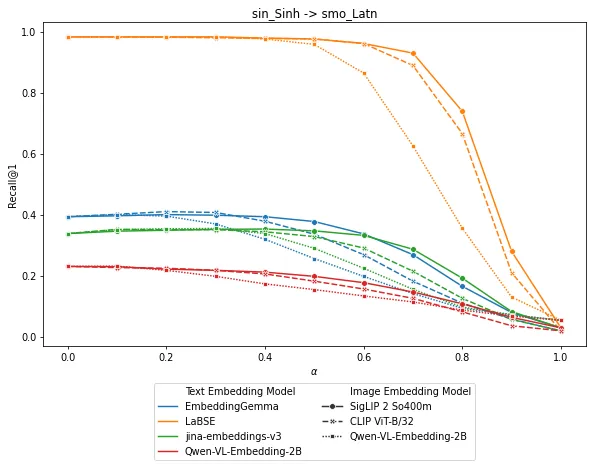 sin_Sinh -> smo_Latn
1.0
0.8
0.6
0.4
0.2
0.0
Recall@1
0.0 0.2 0.4 0.6 0.8 1.0
α
Text Embedding Model Image Embedding Model
EmbeddingGemma SigLIP 2 So400m
LaBSE CLIP ViT-B/32
jina-embeddings-v3 Qwen-VL-Embedding-2B
Qwen-VL-Embedding-2B